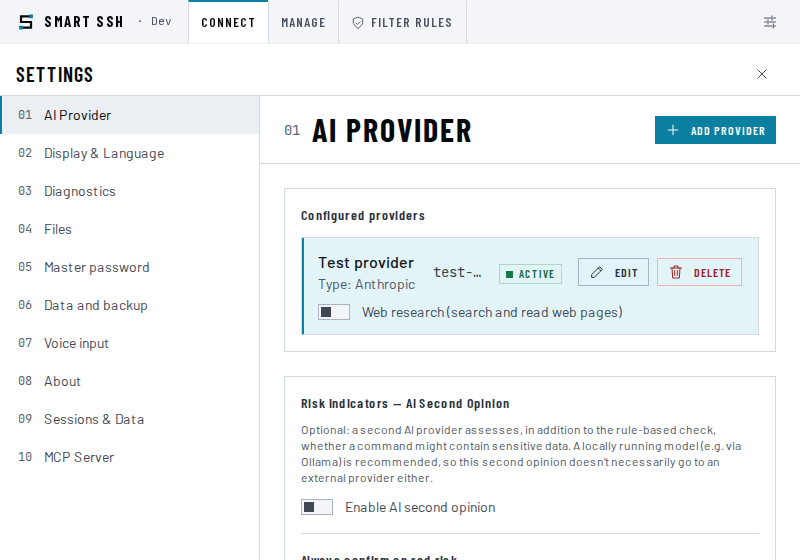 SMART SSH · Dev CONNECT MANAGE FILTER RULES
SETTINGS
01 AI Provider
02 Display & Language
03 Diagnostics
04 Files
05 Master password
06 Data and backup
07 Voice input
08 About
09 Sessions & Data
10 MCP Server
01 AI PROVIDER
ADD PROVIDER
Configured providers
Test provider
Type: Anthropic
test-…
ACTIVE
EDIT
DELETE
Web research (search and read web pages)
Risk Indicators — AI Second Opinion
Optional: a second AI provider assesses, in addition to the rule-based check,
whether a command might contain sensitive data. A locally running model (e.g. via
Ollama) is recommended, so this second opinion doesn't necessarily go to an
external provider either.
Enable AI second opinion
Always confirm on red risk